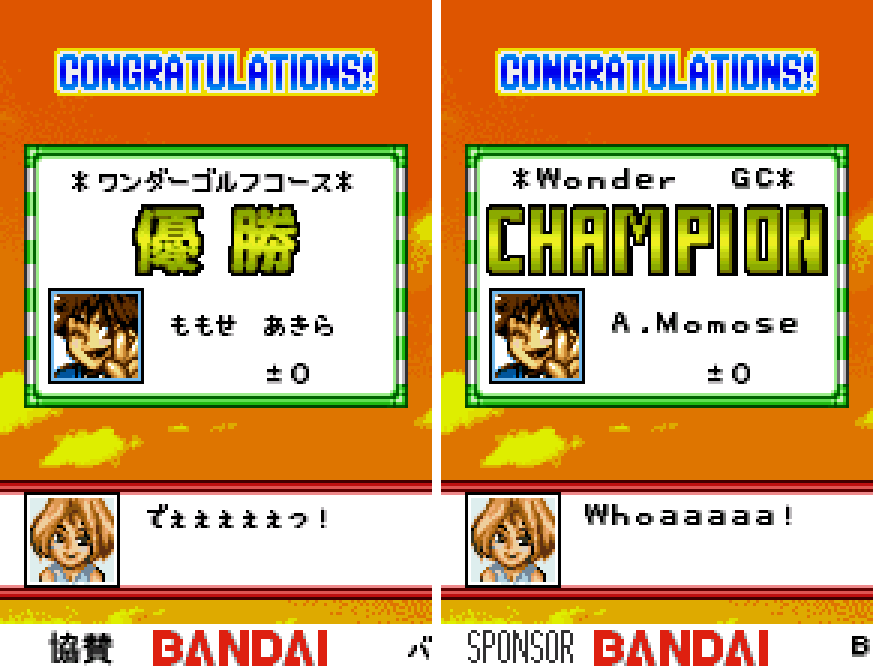 CONGRATULATIONS!
*ワンダーゴルフコース*
優勝
ももせ あきら
±0
でぇぇぇぇぇっ!
協賛 BANDAI バ
CONGRATULATIONS!
*Wonder GC*
CHAMPION
A.Momose
±0
Whoaaaaa!
SPONSOR BANDAI B